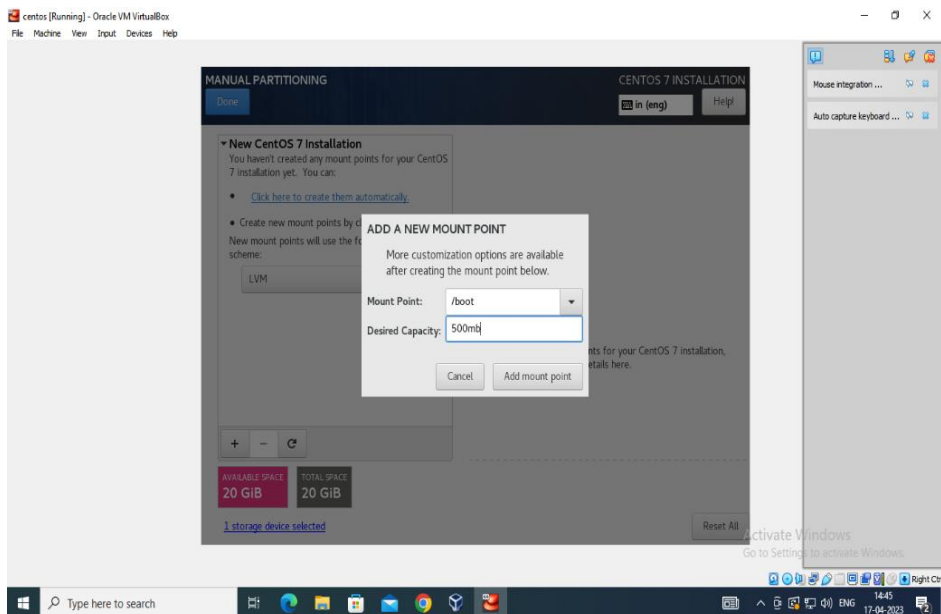 centos [Running] - Oracle VM VirtualBox
File Machine View Input Devices Help
MANUAL PARTITIONING
CENTOS 7 INSTALLATION
Done
in (eng)
Help!
Mouse integration ...
Auto capture keyboard ...
New CentOS 7 Installation
You haven't created any mount points for your CentOS
7 installation yet. You can:
• Click here to create them automatically.
• Create new mount points by
New mount points will use the
scheme:
LVM
ADD A NEW MOUNT POINT
More customization options are available
after creating the mount point below.
Mount Point: /boot
Desired Capacity: 500mb
Cancel
Add mount point
for your CentOS 7 installation,
here.
+ -
AVAILABLE SPACE
20 GiB
TOTAL SPACE
20 GiB
1 storage device selected
Reset All
Activate Windows
Go to Settings to activate Windows.
Right Ctr
Type here to search
ENG
14:45
17-04-2023
2